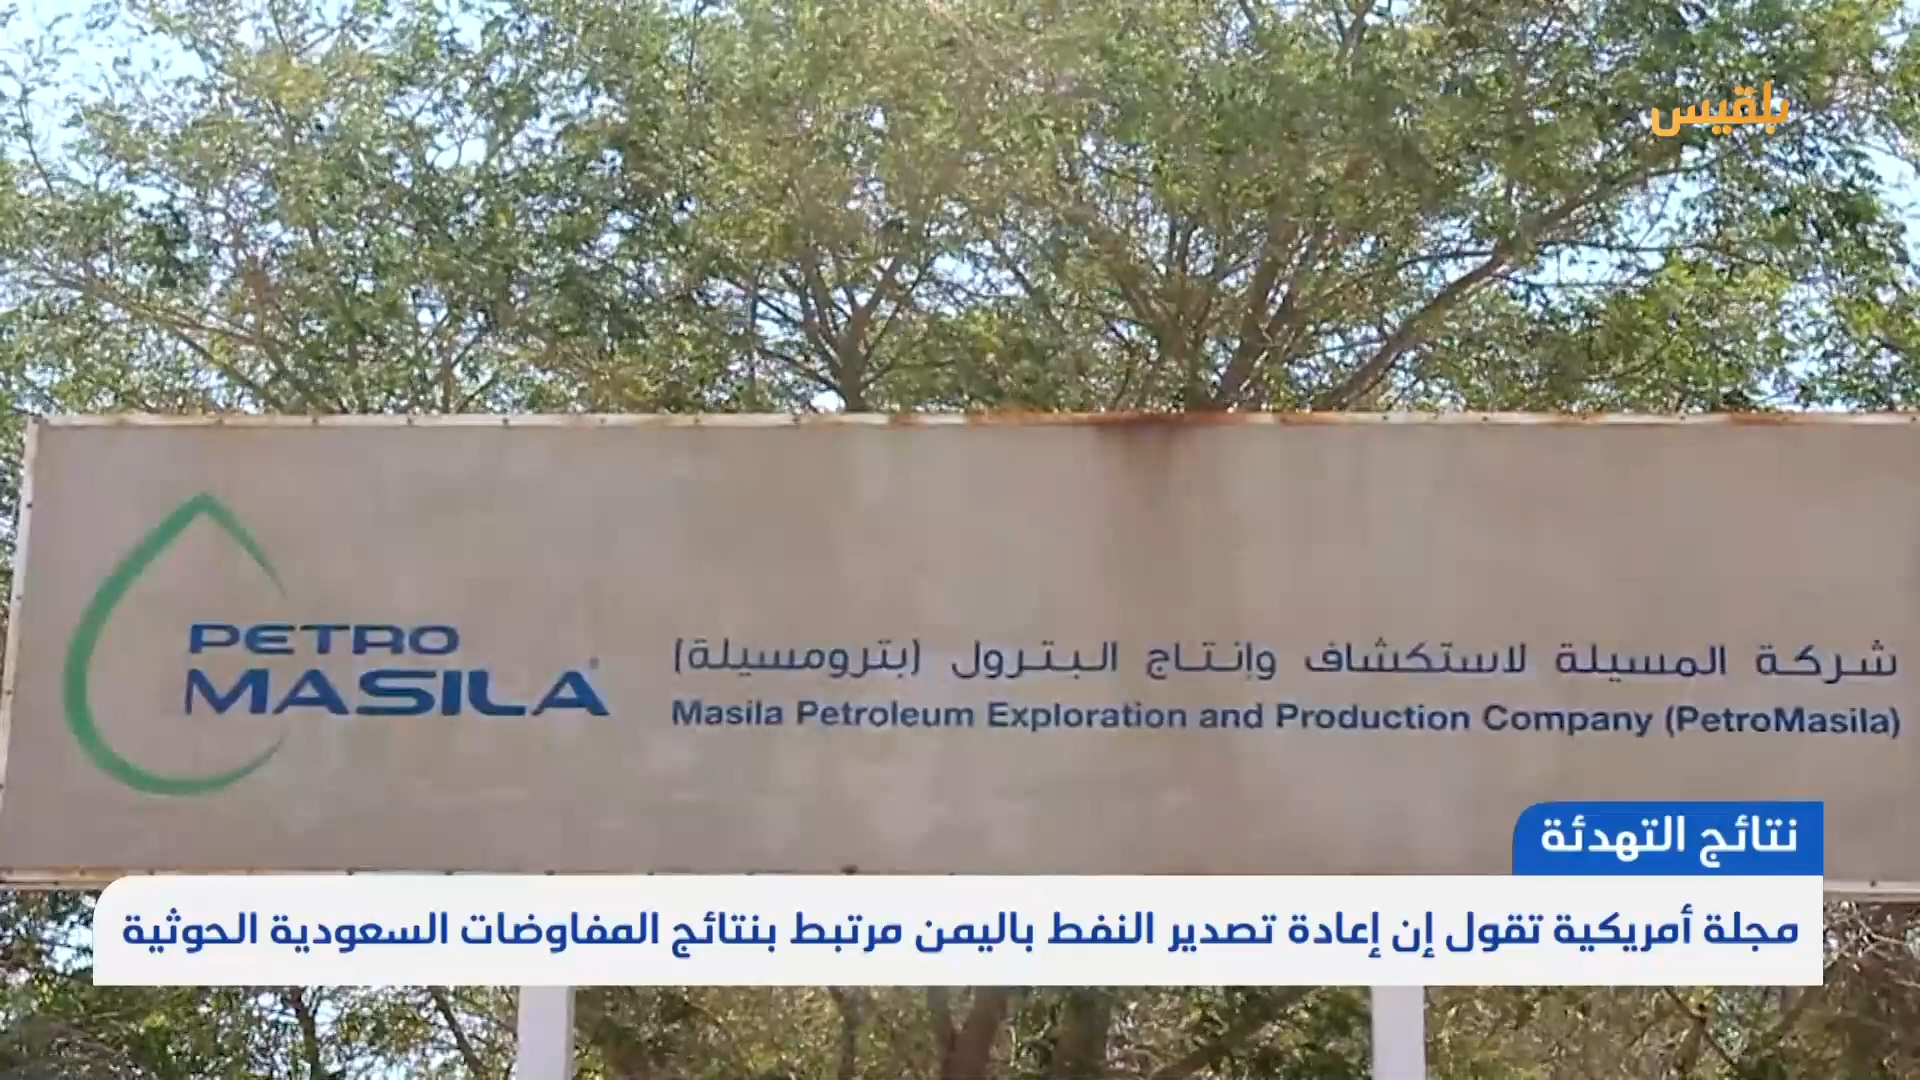 بلقيس
PETRO
MASILA
شركة المسيلة لاستكشاف وإنتاج البترول (بترومسيلة)
Masila Petroleum Exploration and Production Company (PetroMasila)
نتائج التهدئة
مجلة أمريكية تقول إن إعادة تصدير النفط باليمن مرتبط بنتائج المفاوضات السعودية الحوثية